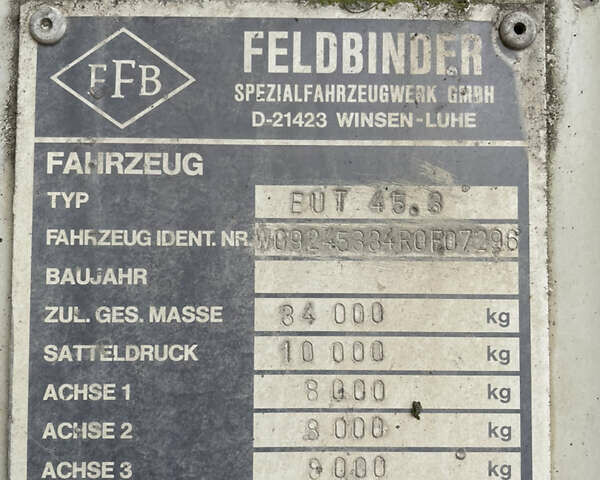 FFB
FELDBINDER
SPEZIALFAHRZEUGWERK GMBH
D-21423 WINSEN-LUHE
FAHRZEUG
TYP EUT 45.3
FAHRZEUG IDENT. NR. W09245334R0F07296
BAUJAHR
ZUL. GES. MASSE 34 000 kg
SATTELDRUCK 10 000 kg
ACHSE 1 8000 kg
ACHSE 2 8 000 kg
ACHSE 3 8 000 kg